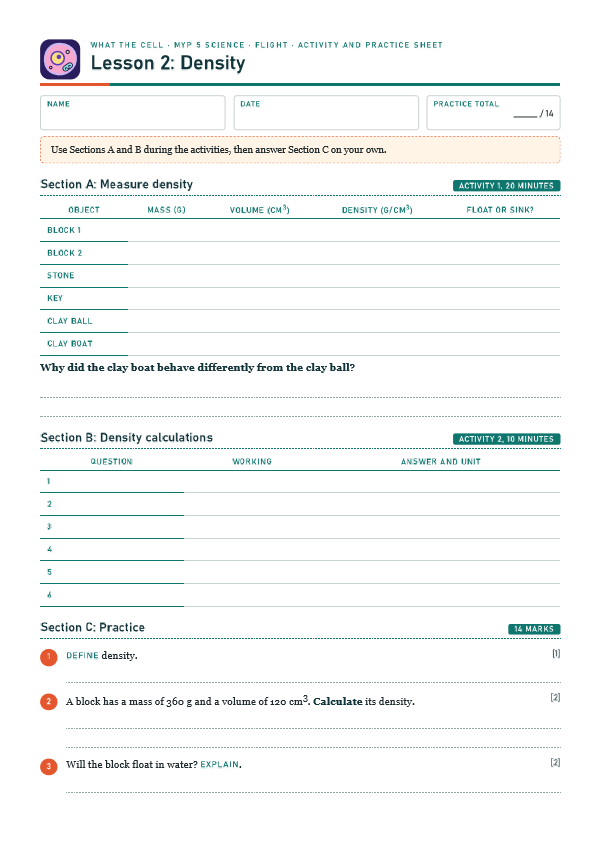 WHAT THE CELL · MYP 5 SCIENCE · FLIGHT · ACTIVITY AND PRACTICE SHEET
Lesson 2: Density
NAME
DATE
PRACTICE TOTAL
_____ / 14
Use Sections A and B during the activities, then answer Section C on your own.
Section A: Measure density
ACTIVITY 1, 20 MINUTES
OBJECT MASS (G) VOLUME (CM³) DENSITY (G/CM³) FLOAT OR SINK?
BLOCK 1
BLOCK 2
STONE
KEY
CLAY BALL
CLAY BOAT
Why did the clay boat behave differently from the clay ball?
Section B: Density calculations
ACTIVITY 2, 10 MINUTES
QUESTION WORKING ANSWER AND UNIT
1
2
3
4
5
6
Section C: Practice
14 MARKS
1 DEFINE density. [1]
2 A block has a mass of 360 g and a volume of 120 cm³. Calculate its density. [2]
3 Will the block float in water? EXPLAIN. [2]